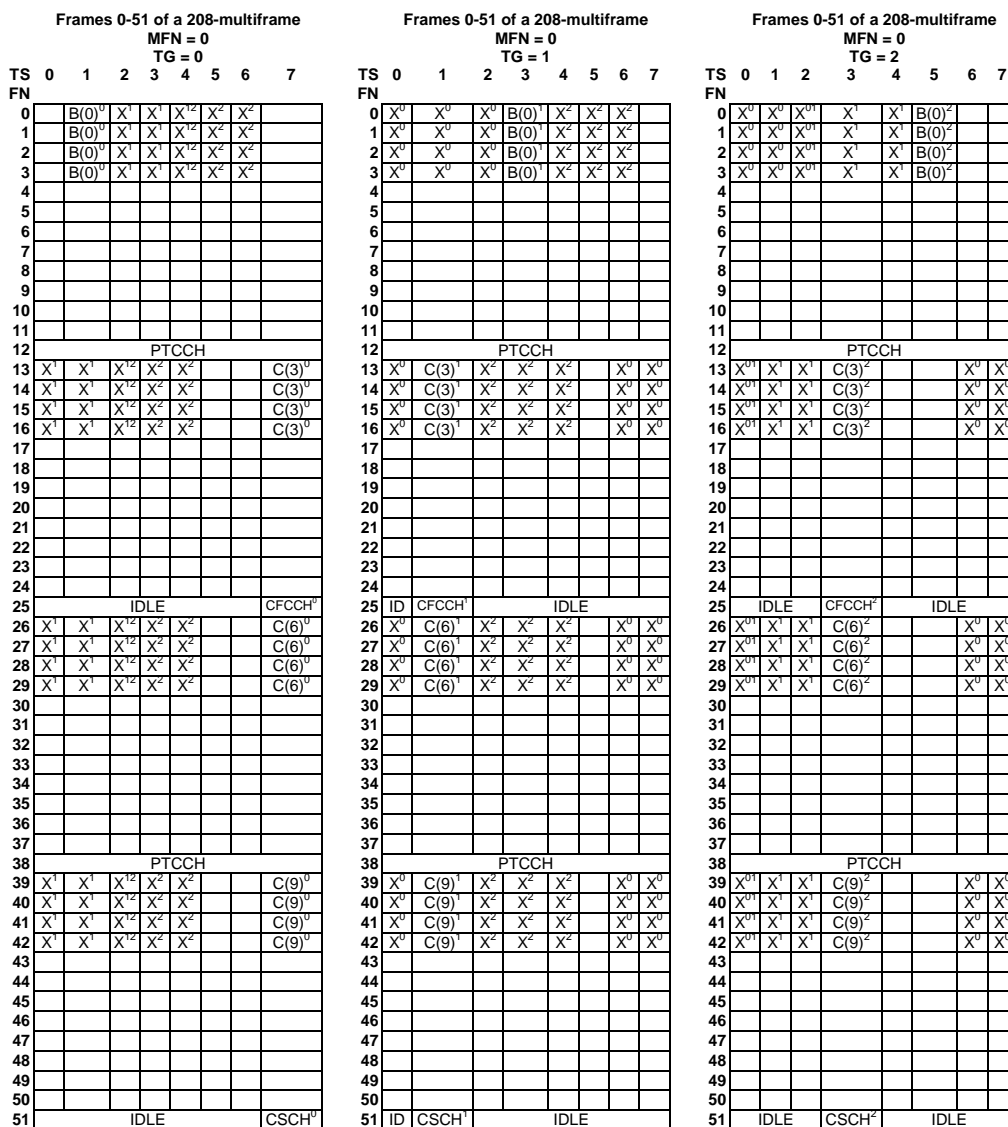 Frames 0-51 of a 208-multiframe
MFN = 0
TG = 0
TS 0 1 2 3 4 5 6 7
FN
0 B(0)⁰ X¹ X¹ X¹² X² X²
1 B(0)⁰ X¹ X¹ X¹² X² X²
2 B(0)⁰ X¹ X¹ X¹² X² X²
3 B(0)⁰ X¹ X¹ X¹² X² X²
4
5
6
7
8
9
10
11
12 PTCCH
13 X¹ X¹ X¹² X² X² C(3)⁰
14 X¹ X¹ X¹² X² X² C(3)⁰
15 X¹ X¹ X¹² X² X² C(3)⁰
16 X¹ X¹ X¹² X² X² C(3)⁰
17
18
19
20
21
22
23
24
25 IDLE CFCCH⁰
26 X¹ X¹ X¹² X² X² C(6)⁰
27 X¹ X¹ X¹² X² X² C(6)⁰
28 X¹ X¹ X¹² X² X² C(6)⁰
29 X¹ X¹ X¹² X² X² C(6)⁰
30
31
32
33
34
35
36
37
38 PTCCH
39 X¹ X¹ X¹² X² X² C(9)⁰
40 X¹ X¹ X¹² X² X² C(9)⁰
41 X¹ X¹ X¹² X² X² C(9)⁰
42 X¹ X¹ X¹² X² X² C(9)⁰
43
44
45
46
47
48
49
50
51 IDLE CSCH⁰
Frames 0-51 of a 208-multiframe
MFN = 0
TG = 1
TS 0 1 2 3 4 5 6 7
FN
0 X⁰ X⁰ X⁰ B(0)¹ X² X² X²
1 X⁰ X⁰ X⁰ B(0)¹ X² X² X²
2 X⁰ X⁰ X⁰ B(0)¹ X² X² X²
3 X⁰ X⁰ X⁰ B(0)¹ X² X² X²
4
5
6
7
8
9
10
11
12 PTCCH
13 X⁰ C(3)¹ X² X² X² X⁰ X⁰
14 X⁰ C(3)¹ X² X² X² X⁰ X⁰
15 X⁰ C(3)¹ X² X² X² X⁰ X⁰
16 X⁰ C(3)¹ X² X² X² X⁰ X⁰
17
18
19
20
21
22
23
24
25 ID CFCCH¹ IDLE
26 X⁰ C(6)¹ X² X² X² X⁰ X⁰
27 X⁰ C(6)¹ X² X² X² X⁰ X⁰
28 X⁰ C(6)¹ X² X² X² X⁰ X⁰
29 X⁰ C(6)¹ X² X² X² X⁰ X⁰
30
31
32
33
34
35
36
37
38 PTCCH
39 X⁰ C(9)¹ X² X² X² X⁰ X⁰
40 X⁰ C(9)¹ X² X² X² X⁰ X⁰
41 X⁰ C(9)¹ X² X² X² X⁰ X⁰
42 X⁰ C(9)¹ X² X² X² X⁰ X⁰
43
44
45
46
47
48
49
50
51 ID CSCH¹ IDLE
Frames 0-51 of a 208-multiframe
MFN = 0
TG = 2
TS 0 1 2 3 4 5 6 7
FN
0 X⁰ X⁰ X⁰¹ X¹ X¹ B(0)²
1 X⁰ X⁰ X⁰¹ X¹ X¹ B(0)²
2 X⁰ X⁰ X⁰¹ X¹ X¹ B(0)²
3 X⁰ X⁰ X⁰¹ X¹ X¹ B(0)²
4
5
6
7
8
9
10
11
12 PTCCH
13 X⁰¹ X¹ X¹ C(3)² X⁰ X⁰
14 X⁰¹ X¹ X¹ C(3)² X⁰ X⁰
15 X⁰¹ X¹ X¹ C(3)² X⁰ X⁰
16 X⁰¹ X¹ X¹ C(3)² X⁰ X⁰
17
18
19
20
21
22
23
24
25 IDLE CFCCH² IDLE
26 X⁰¹ X¹ X¹ C(6)² X⁰ X⁰
27 X⁰¹ X¹ X¹ C(6)² X⁰ X⁰
28 X⁰¹ X¹ X¹ C(6)² X⁰ X⁰
29 X⁰¹ X¹ X¹ C(6)² X⁰ X⁰
30
31
32
33
34
35
36
37
38 PTCCH
39 X⁰¹ X¹ X¹ C(9)² X⁰ X⁰
40 X⁰¹ X¹ X¹ C(9)² X⁰ X⁰
41 X⁰¹ X¹ X¹ C(9)² X⁰ X⁰
42 X⁰¹ X¹ X¹ C(9)² X⁰ X⁰
43
44
45
46
47
48
49
50
51 IDLE CSCH² IDLE